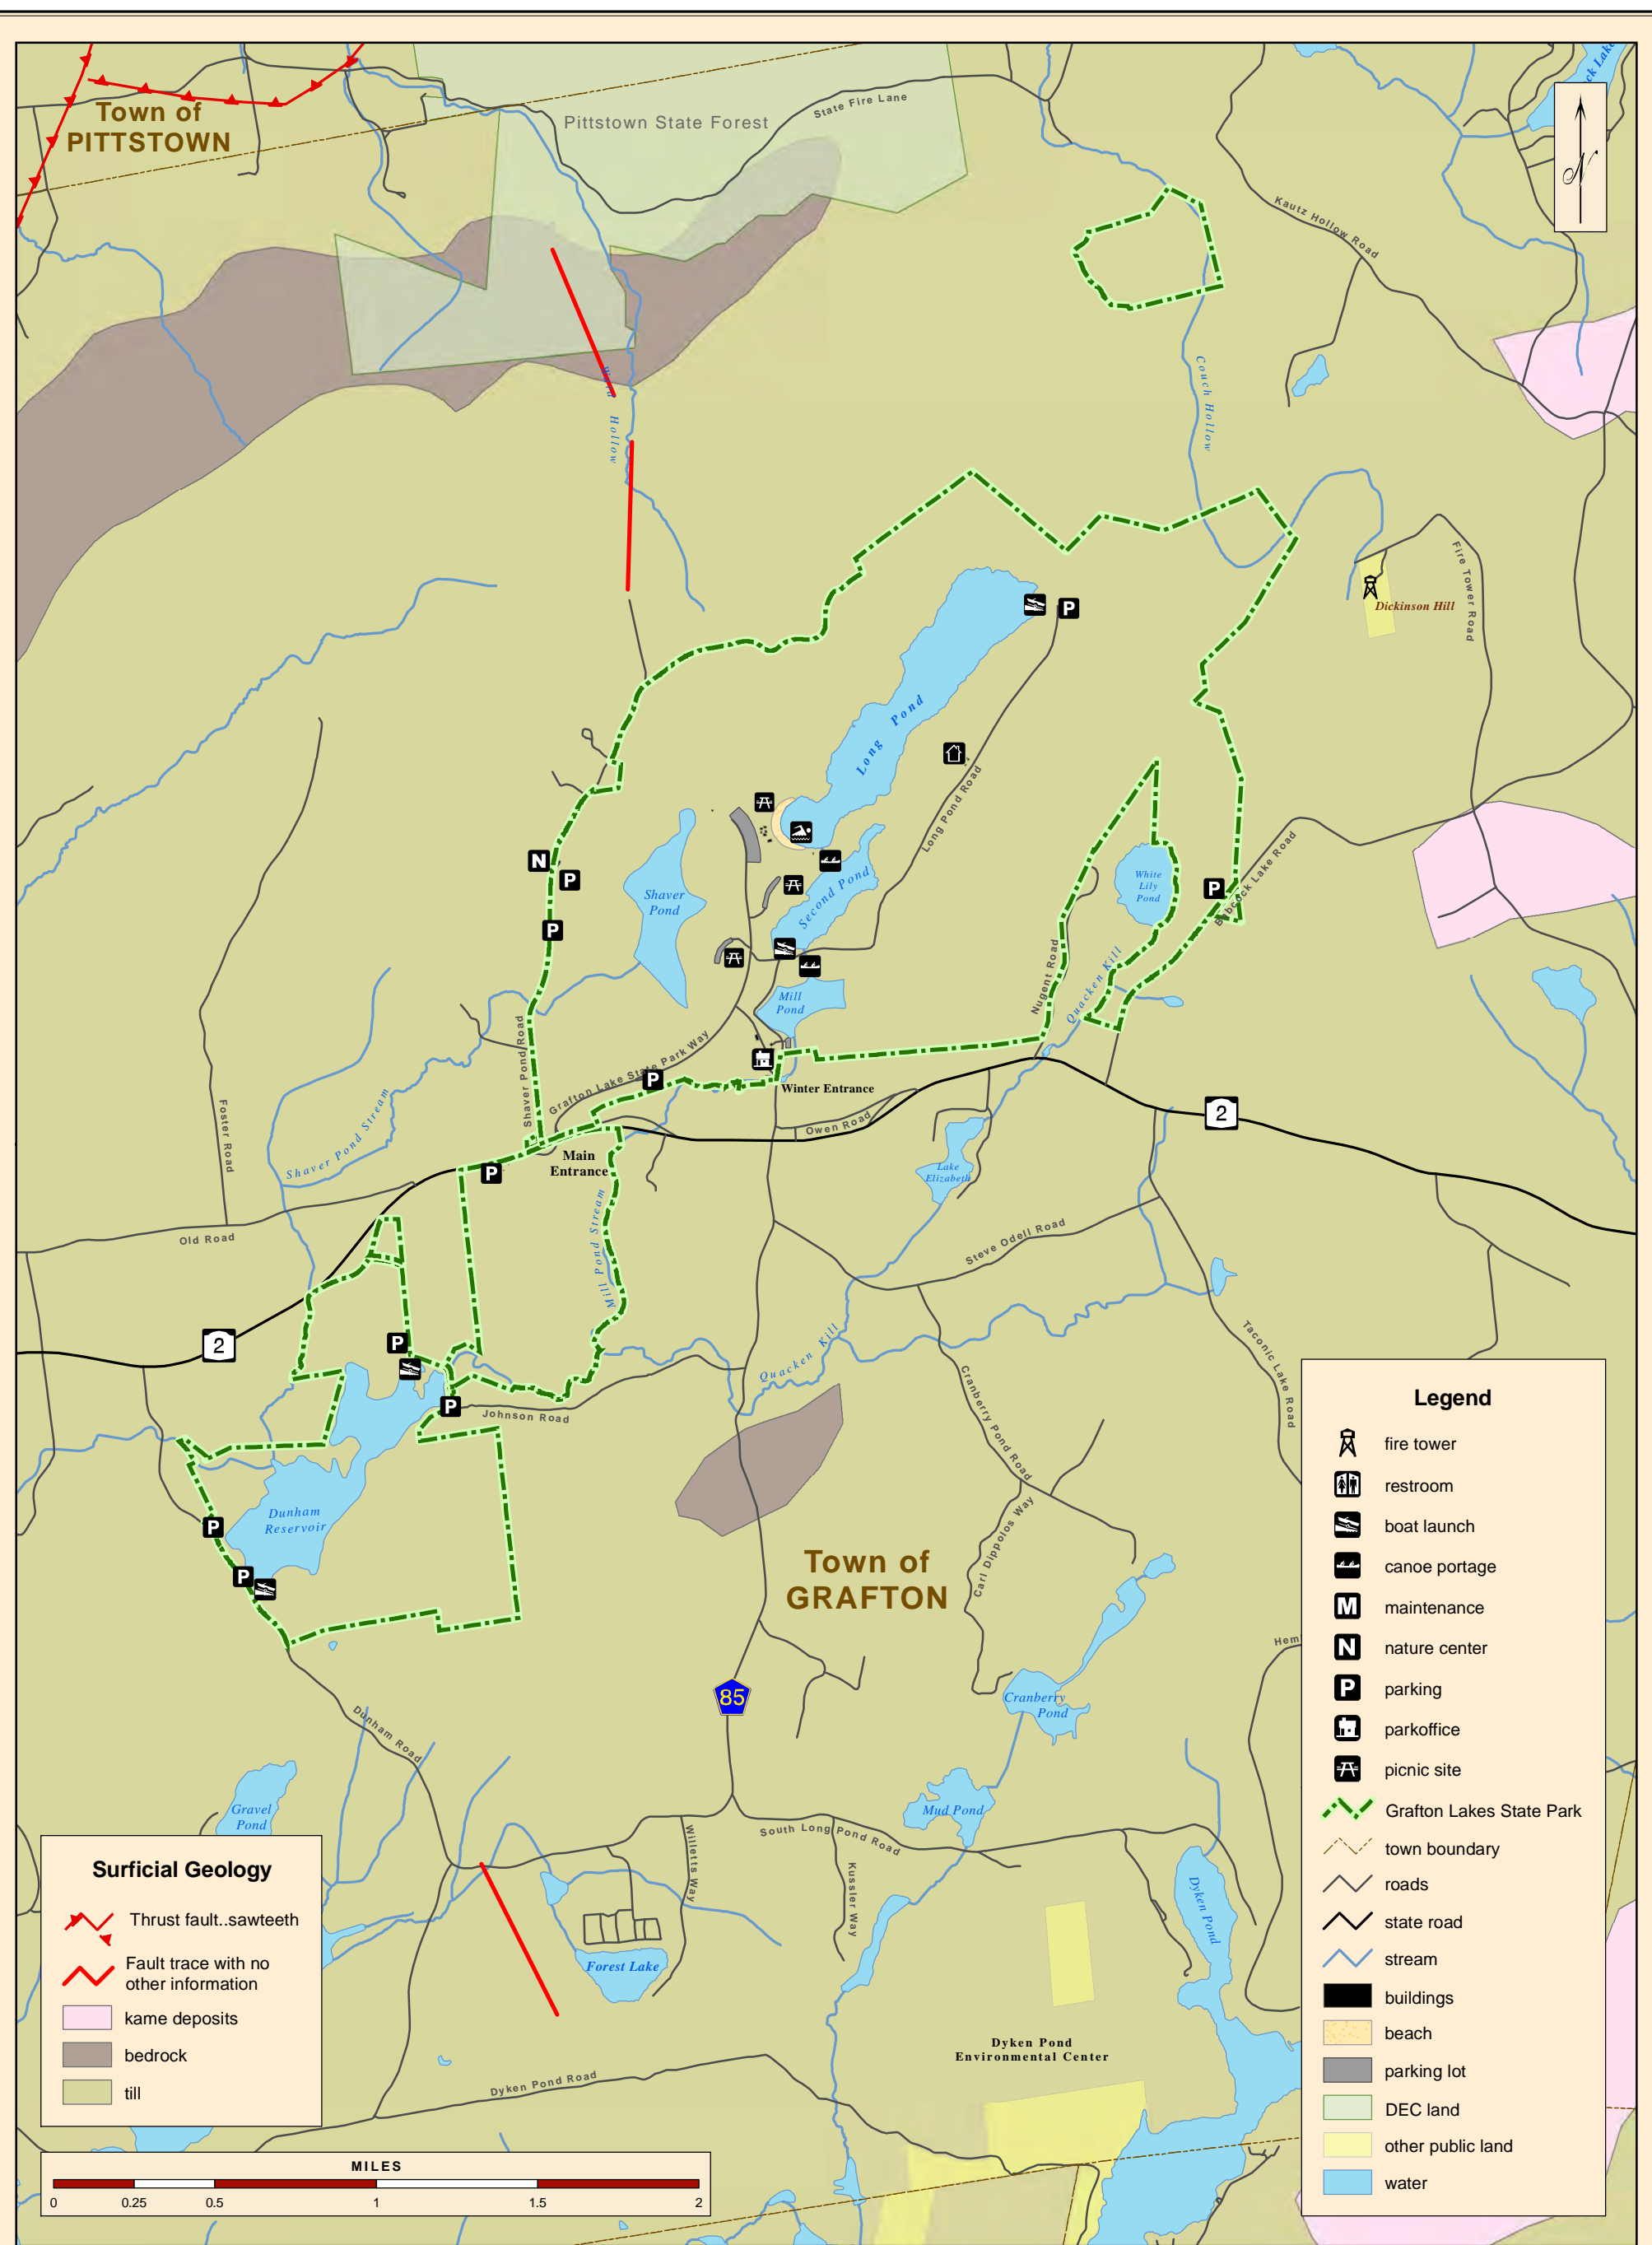 Town of
PITTSTOWN
Pittstown State Forest
State Fire Lane
ck Lake
N
Kautz Hollow Road
Couch Hollow
Hollow
Fire Tower Road
Dickinson Hill
Long Pond
Long Pond Road
N
P
P
P
Shaver
Pond
Second Pond
White
Lily
Pond
P
Babcock Lake Road
Mill
Pond
Nugent Road
Quacken Kill
Shaver Pond Road
Grafton Lake State Park Way
P
Winter Entrance
Owen Road
2
Foster Road
Shaver Pond Stream
Main
Entrance
P
Lake
Elizabeth
Old Road
Mill Pond Stream
Steve Odell Road
2
P
Quacken Kill
Taconic Lake Road
P
Johnson Road
Cranberry Pond Road
Dunham
Reservoir
P
P
Carl Dippolos Way
Town of
GRAFTON
Hem
85
Cranberry
Pond
Dunham Road
Gravel
Pond
Mud Pond
South Long Pond Road
Willetts Way
Kussler Way
Dyken Pond
Forest Lake
Dyken Pond
Environmental Center
Dyken Pond Road
Surficial Geology
Thrust fault..sawteeth
Fault trace with no
other information
kame deposits
bedrock
till
MILES
0 0.25 0.5 1 1.5 2
Legend
fire tower
restroom
boat launch
canoe portage
M maintenance
N nature center
P parking
parkoffice
picnic site
Grafton Lakes State Park
town boundary
roads
state road
stream
buildings
beach
parking lot
DEC land
other public land
water